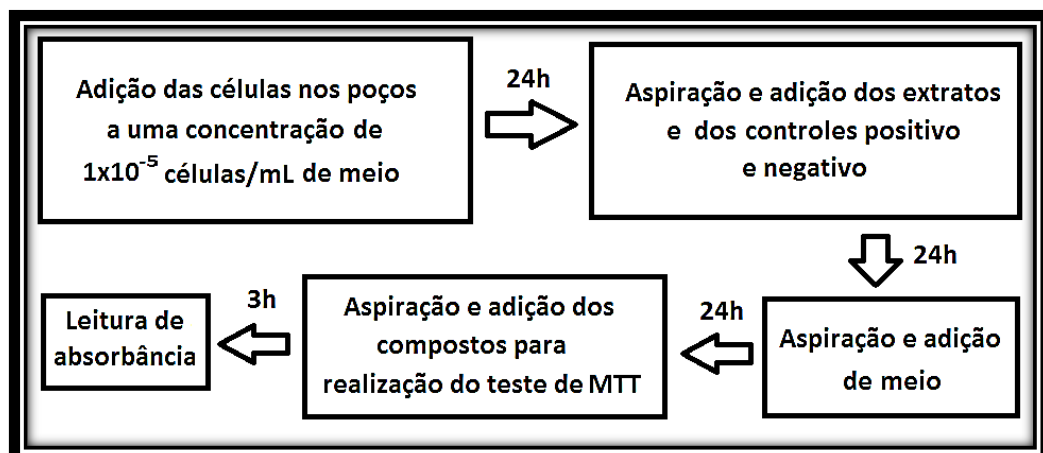 Adição das células nos poços
a uma concentração de
1x10⁻⁵ células/mL de meio
24h
Aspiração e adição dos extratos
e dos controles positivo
e negativo
24h
Aspiração e adição
de meio
24h
Aspiração e adição dos
compostos para
realização do teste de MTT
3h
Leitura de
absorbância